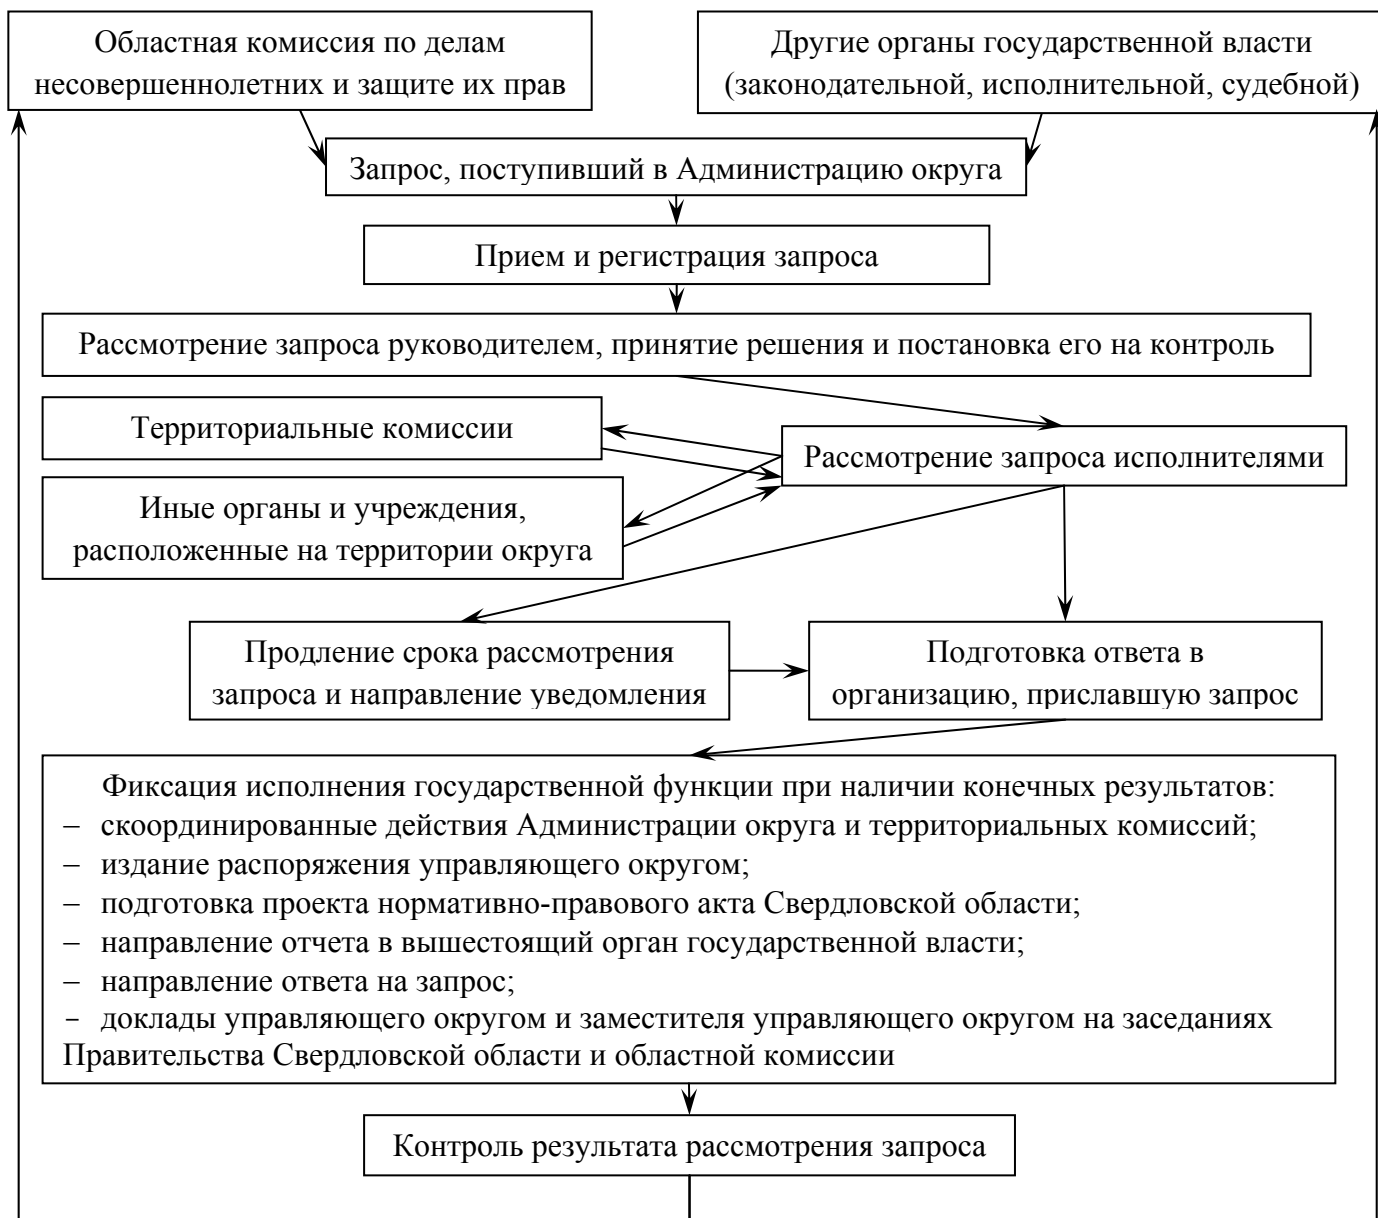 Областная комиссия по делам
несовершеннолетних и защите их прав
Другие органы государственной власти
(законодательной, исполнительной, судебной)
Запрос, поступивший в Администрацию округа
Прием и регистрация запроса
Рассмотрение запроса руководителем, принятие решения и постановка его на контроль
Территориальные комиссии
Рассмотрение запроса исполнителями
Иные органы и учреждения,
расположенные на территории округа
Продление срока рассмотрения
запроса и направление уведомления
Подготовка ответа в
организацию, приславшую запрос
Фиксация исполнения государственной функции при наличии конечных результатов:
– скоординированные действия Администрации округа и территориальных комиссий;
– издание распоряжения управляющего округом;
– подготовка проекта нормативно-правового акта Свердловской области;
– направление отчета в вышестоящий орган государственной власти;
– направление ответа на запрос;
- доклады управляющего округом и заместителя управляющего округом на заседаниях
Правительства Свердловской области и областной комиссии
Контроль результата рассмотрения запроса